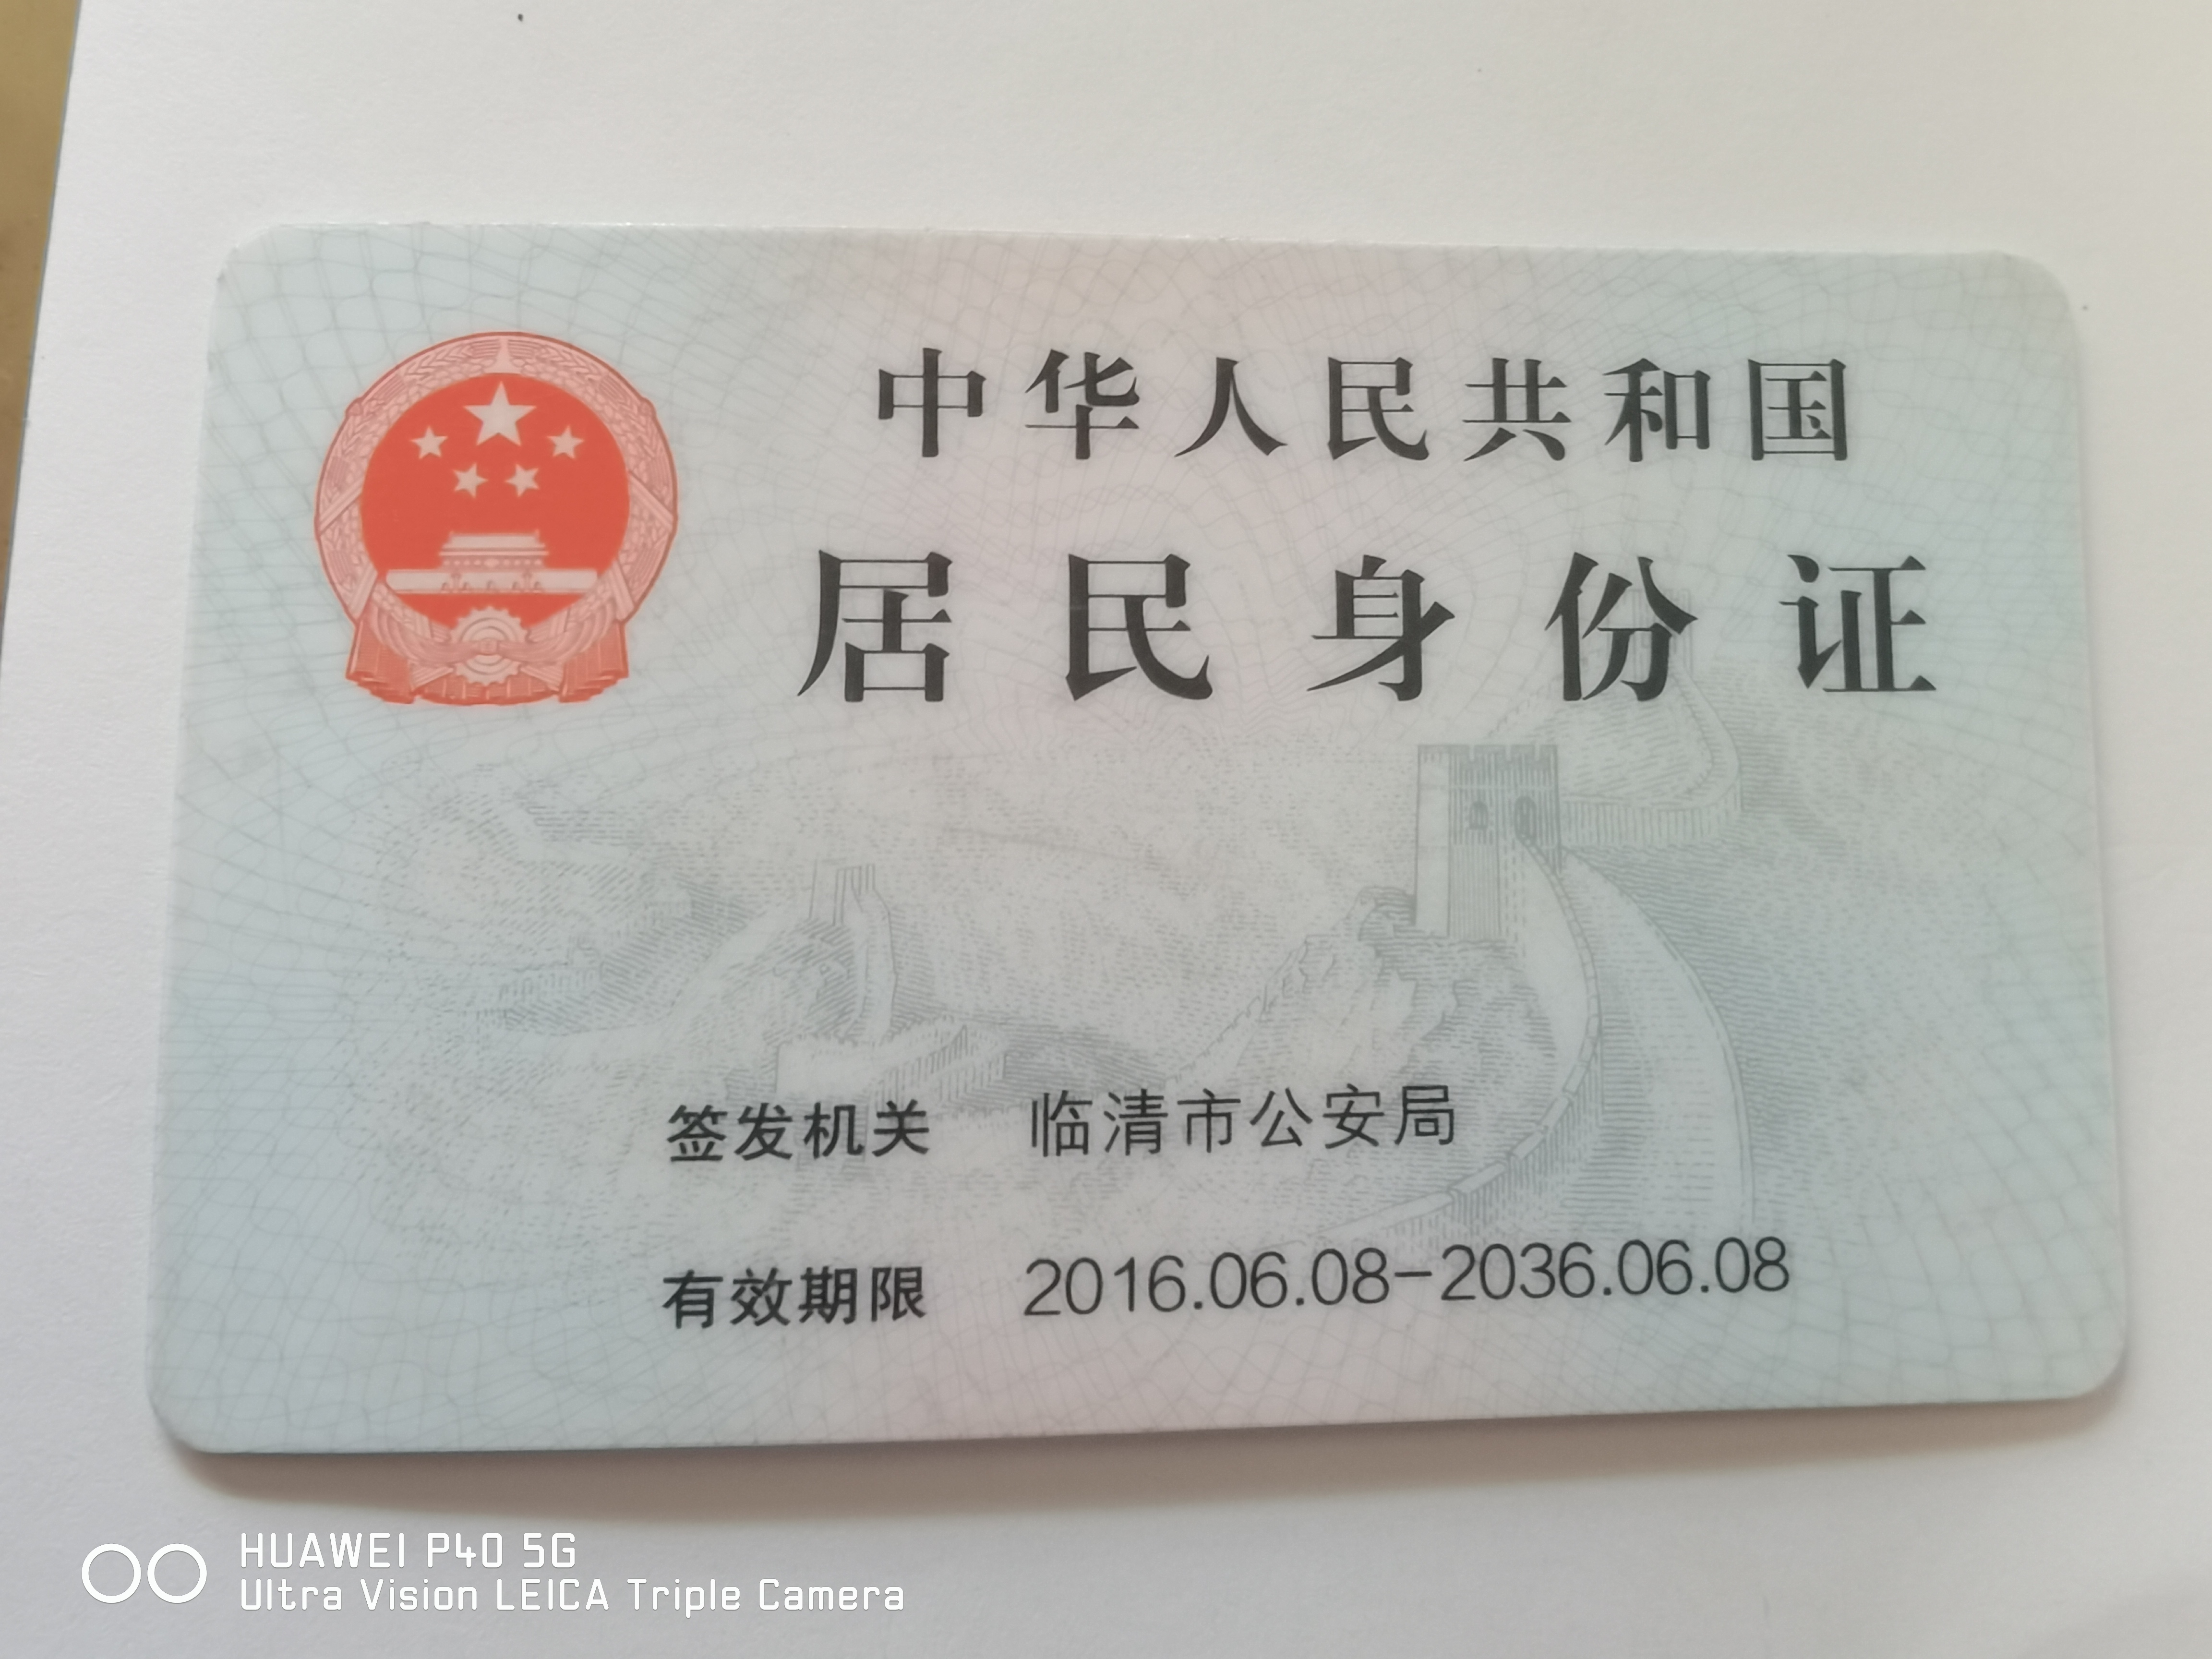 中华人民共和国
居民身份证
签发机关 临清市公安局
有效期限 2016.06.08-2036.06.08
HUAWEI P40 5G
Ultra Vision LEICA Triple Camera